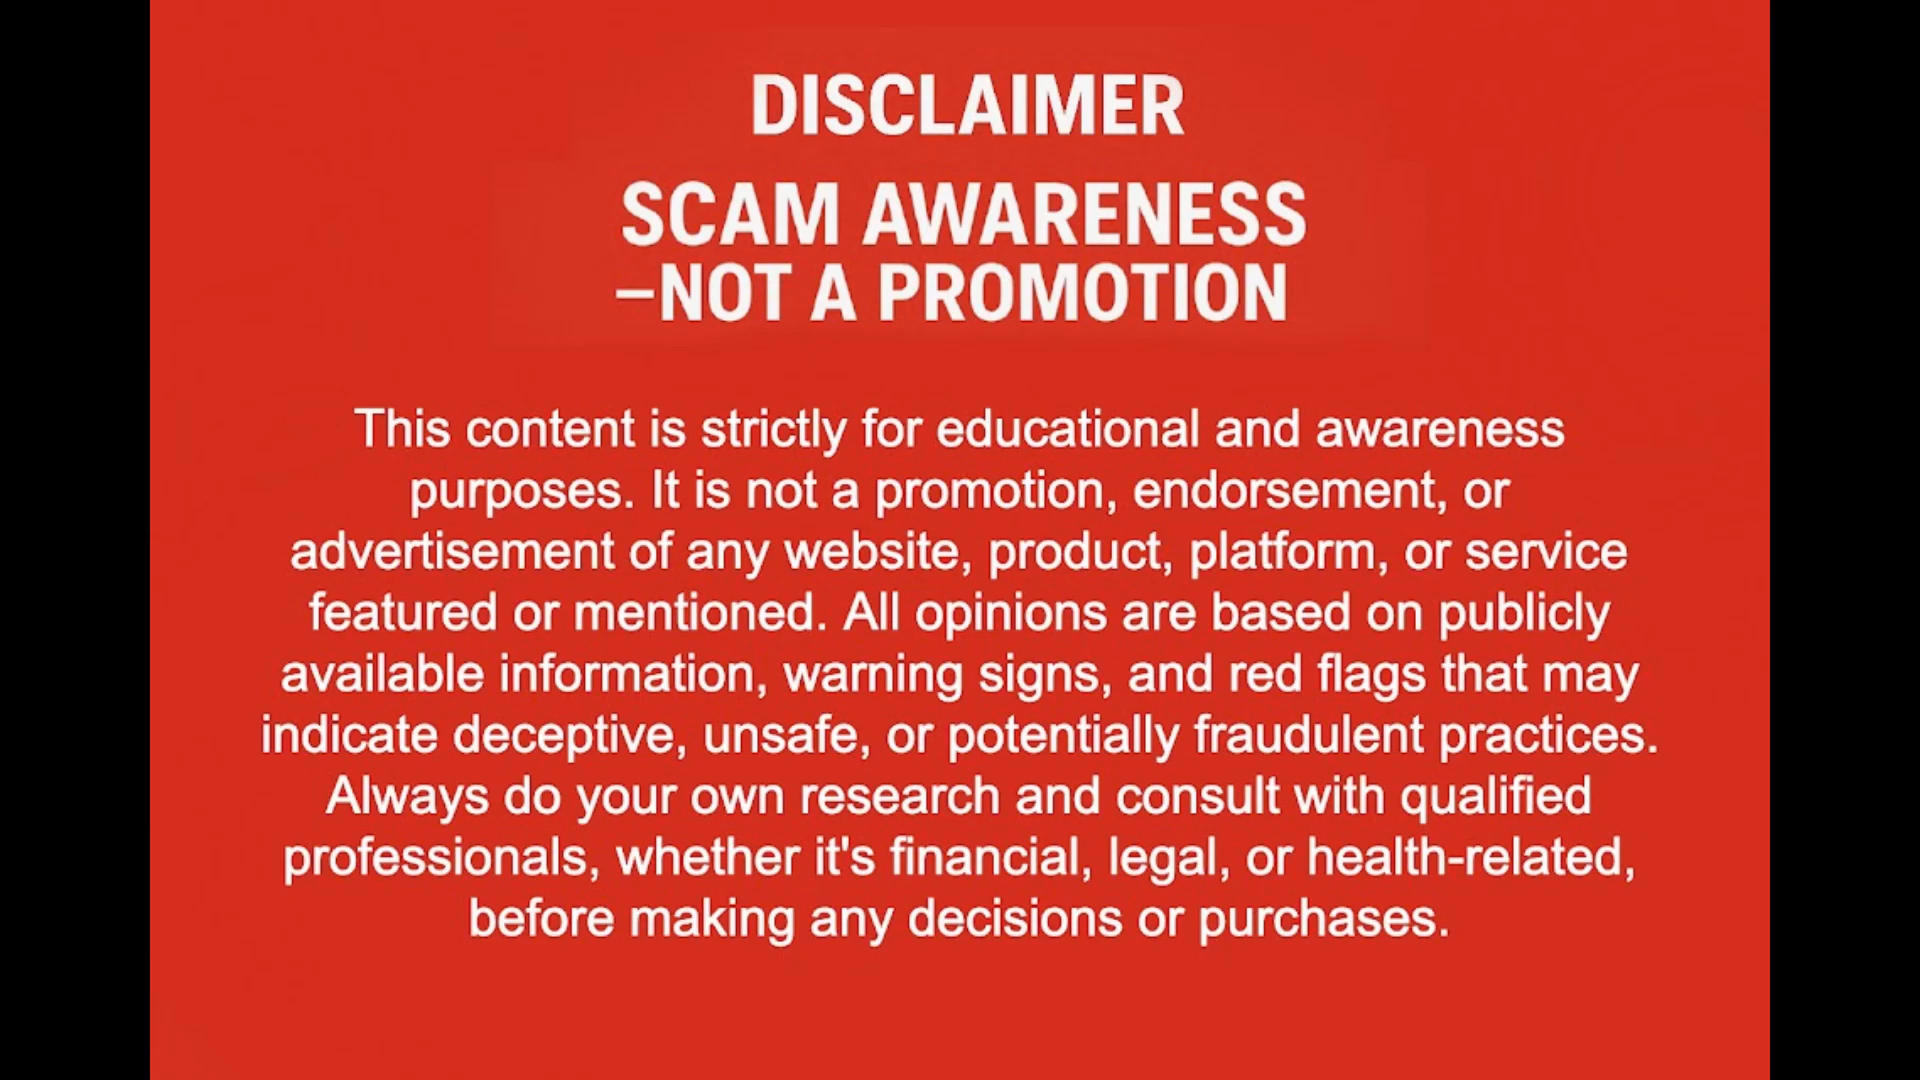 DISCLAIMER
SCAM AWARENESS
–NOT A PROMOTION
This content is strictly for educational and awareness
purposes. It is not a promotion, endorsement, or
advertisement of any website, product, platform, or service
featured or mentioned. All opinions are based on publicly
available information, warning signs, and red flags that may
indicate deceptive, unsafe, or potentially fraudulent practices.
Always do your own research and consult with qualified
professionals, whether it's financial, legal, or health-related,
before making any decisions or purchases.